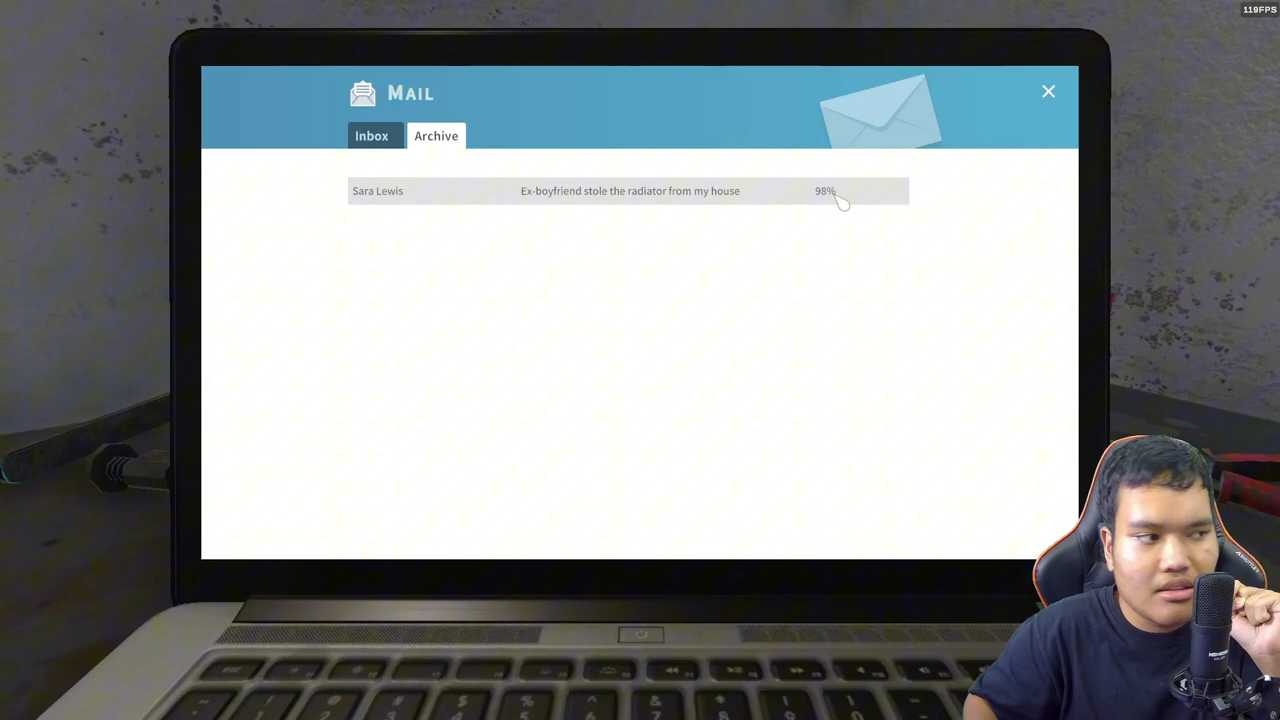 119FPS
MAIL
Inbox Archive
Sara Lewis Ex-boyfriend stole the radiator from my house 98%